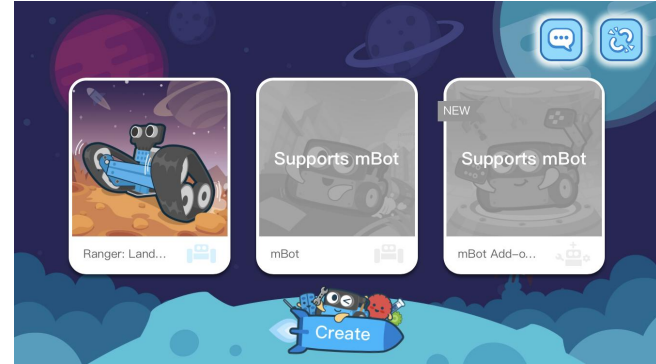 Supports mBot
NEW
Supports mBot
Ranger: Land...
mBot
mBot Add-o...
Create